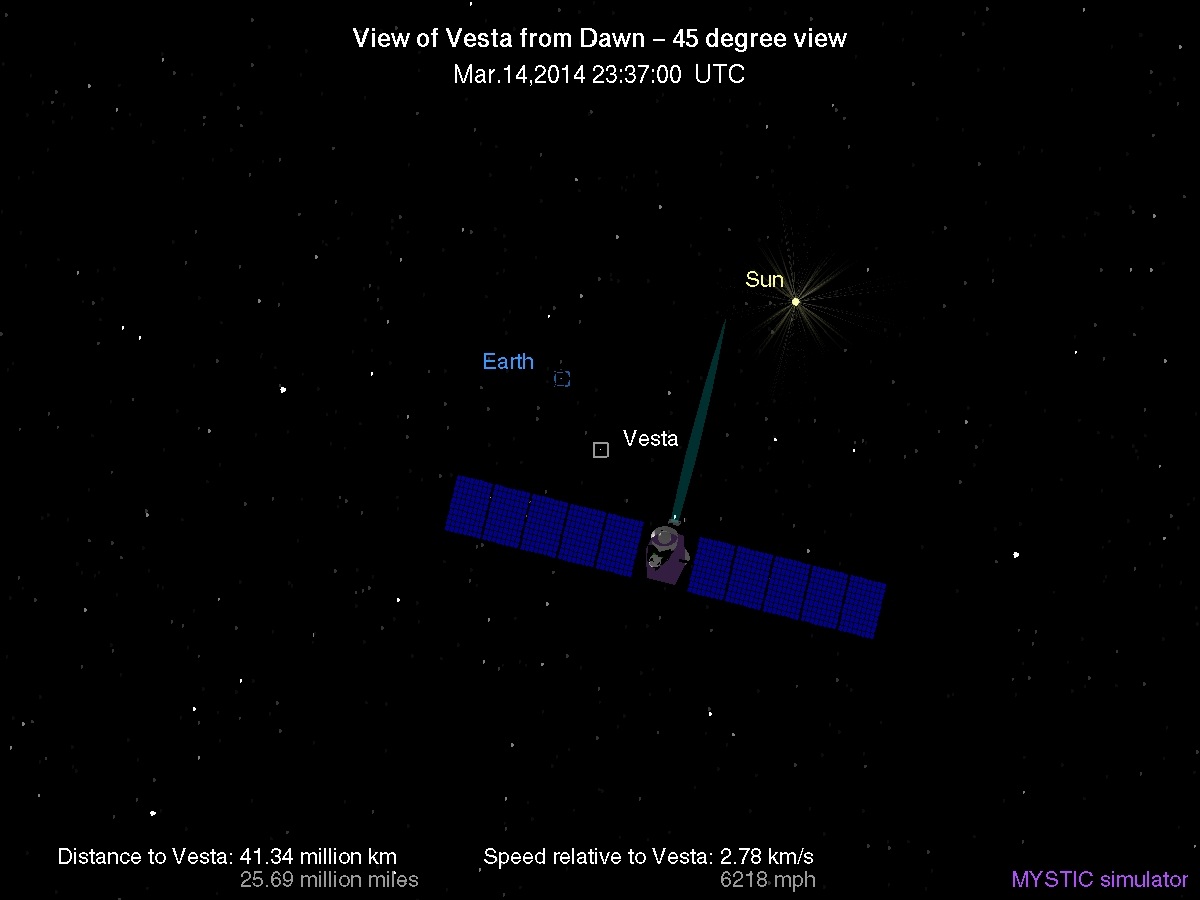 View of Vesta from Dawn – 45 degree view
Mar.14,2014 23:37:00 UTC
Sun
Earth
Vesta
Distance to Vesta: 41.34 million km
25.69 million miles
Speed relative to Vesta: 2.78 km/s
6218 mph
MYSTIC simulator